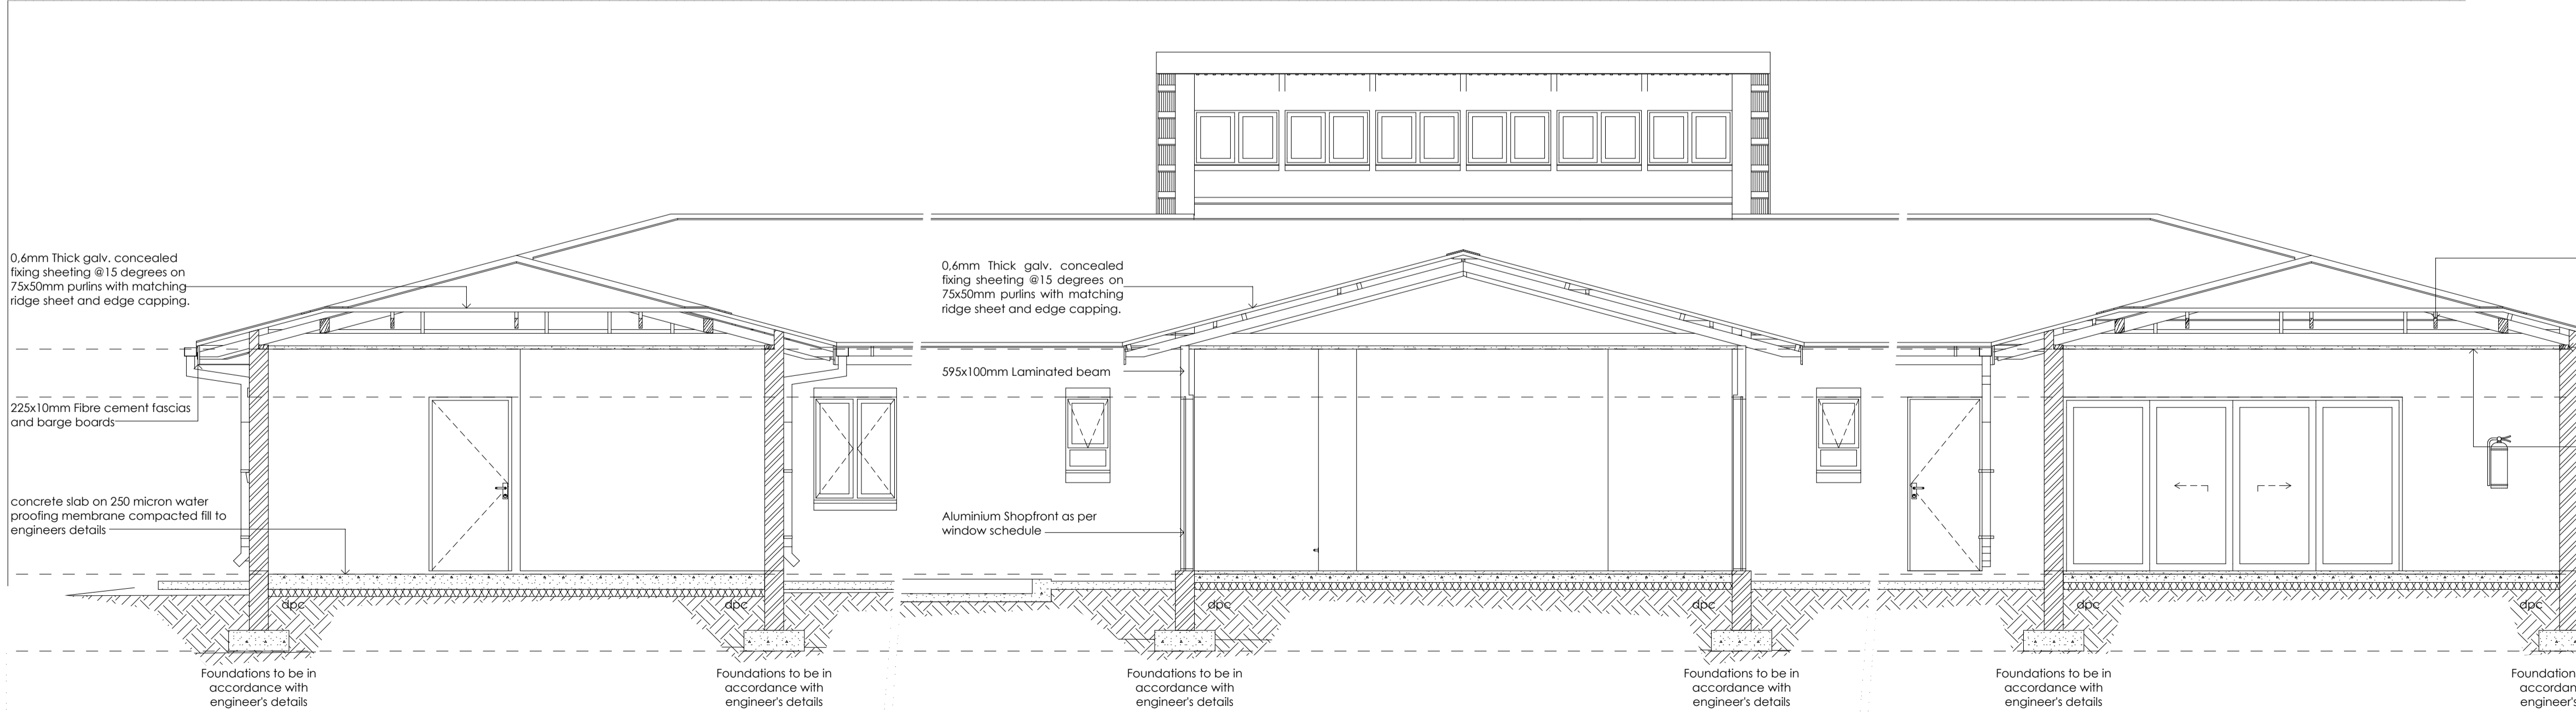 0,6mm Thick galv. concealed
fixing sheeting @15 degrees on
75x50mm purlins with matching
ridge sheet and edge capping.
225x10mm Fibre cement fascias
and barge boards
concrete slab on 250 micron water
proofing membrane compacted fill to
engineers details
0,6mm Thick galv. concealed
fixing sheeting @15 degrees on
75x50mm purlins with matching
ridge sheet and edge capping.
595x100mm Laminated beam
Aluminium Shopfront as per
window schedule
dpc
dpc
dpc
dpc
dpc
dpc
Foundations to be in
accordance with
engineer's details
Foundations to be in
accordance with
engineer's details
Foundations to be in
accordance with
engineer's details
Foundations to be in
accordance with
engineer's details
Foundations to be in
accordance with
engineer's details
Foundation
accordan
engineer's